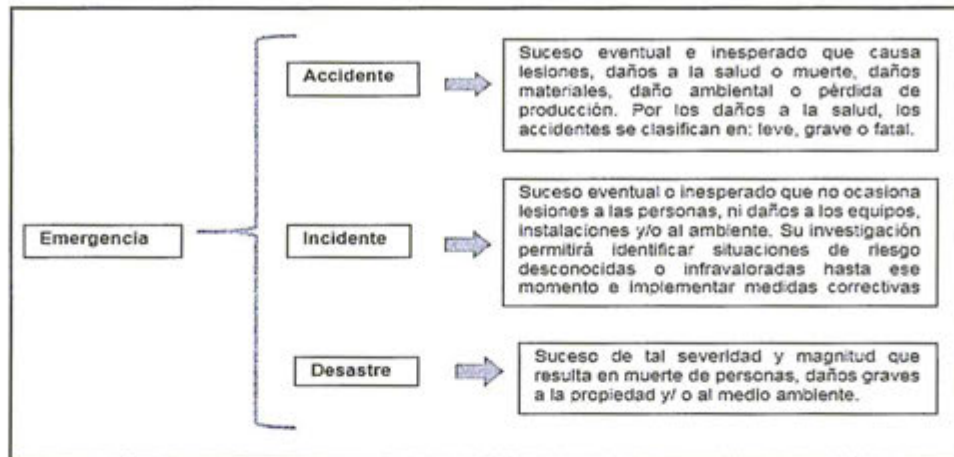 Accidente
Suceso eventual e inesperado que causa
lesiones, daños a la salud o muerte, daños
materiales, daño ambiental o pérdida de
producción. Por los daños a la salud, los
accidentes se clasifican en: leve, grave o fatal.
Emergencia
Incidente
Suceso eventual o inesperado que no ocasiona
lesiones a las personas, ni daños a los equipos,
instalaciones y/o al ambiente. Su investigación
permitirá identificar situaciones de riesgo
desconocidas o infravaloradas hasta ese
momento e implementar medidas correctivas
Desastre
Suceso de tal severidad y magnitud que
resulta en muerte de personas, daños graves
a la propiedad y/ o al medio ambiente.